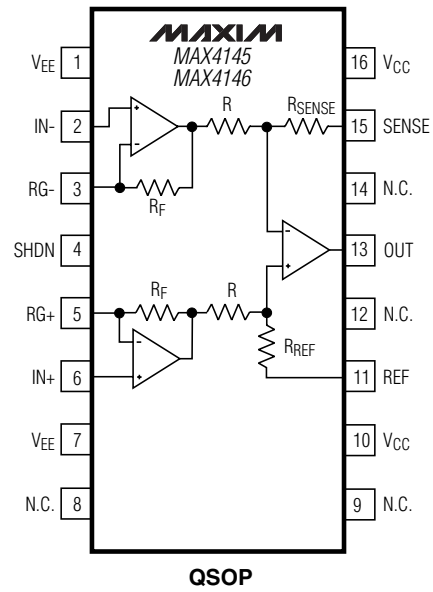 MAXIM
MAX4145
MAX4146
VEE 1
16 VCC
IN- 2
15 SENSE
RG- 3
14 N.C.
SHDN 4
13 OUT
RG+ 5
12 N.C.
IN+ 6
11 REF
VEE 7
10 VCC
N.C. 8
9 N.C.
+
-
R
RSENSE
RF
-
+
RF
R
-
+
RREF
QSOP